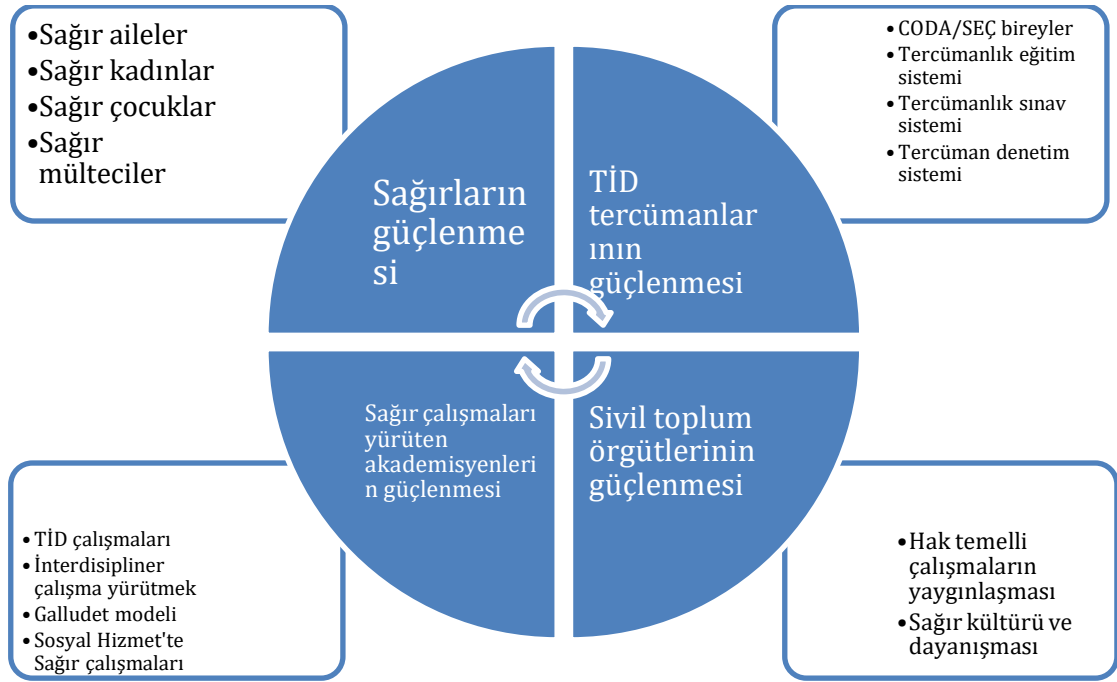 •Sağır aileler
•Sağır kadınlar
•Sağır çocuklar
•Sağır
mülteciler
•CODA/SEÇ bireyler
•Tercümanlık eğitim
sistemi
•Tercümanlık sınav
sistemi
•Tercüman denetim
sistemi
Sağırların
güçlenme
si
TİD
tercümanlar
ının
güçlenmesi
Sağır çalışmaları
yürüten
akademisyenleri
n güçlenmesi
Sivil toplum
örgütlerinin
güçlenmesi
•TİD çalışmaları
•İnterdisipliner
çalışma yürütmek
•Galludet modeli
•Sosyal Hizmet'te
Sağır çalışmaları
•Hak temelli
çalışmaların
yaygınlaşması
•Sağır kültürü ve
dayanışması